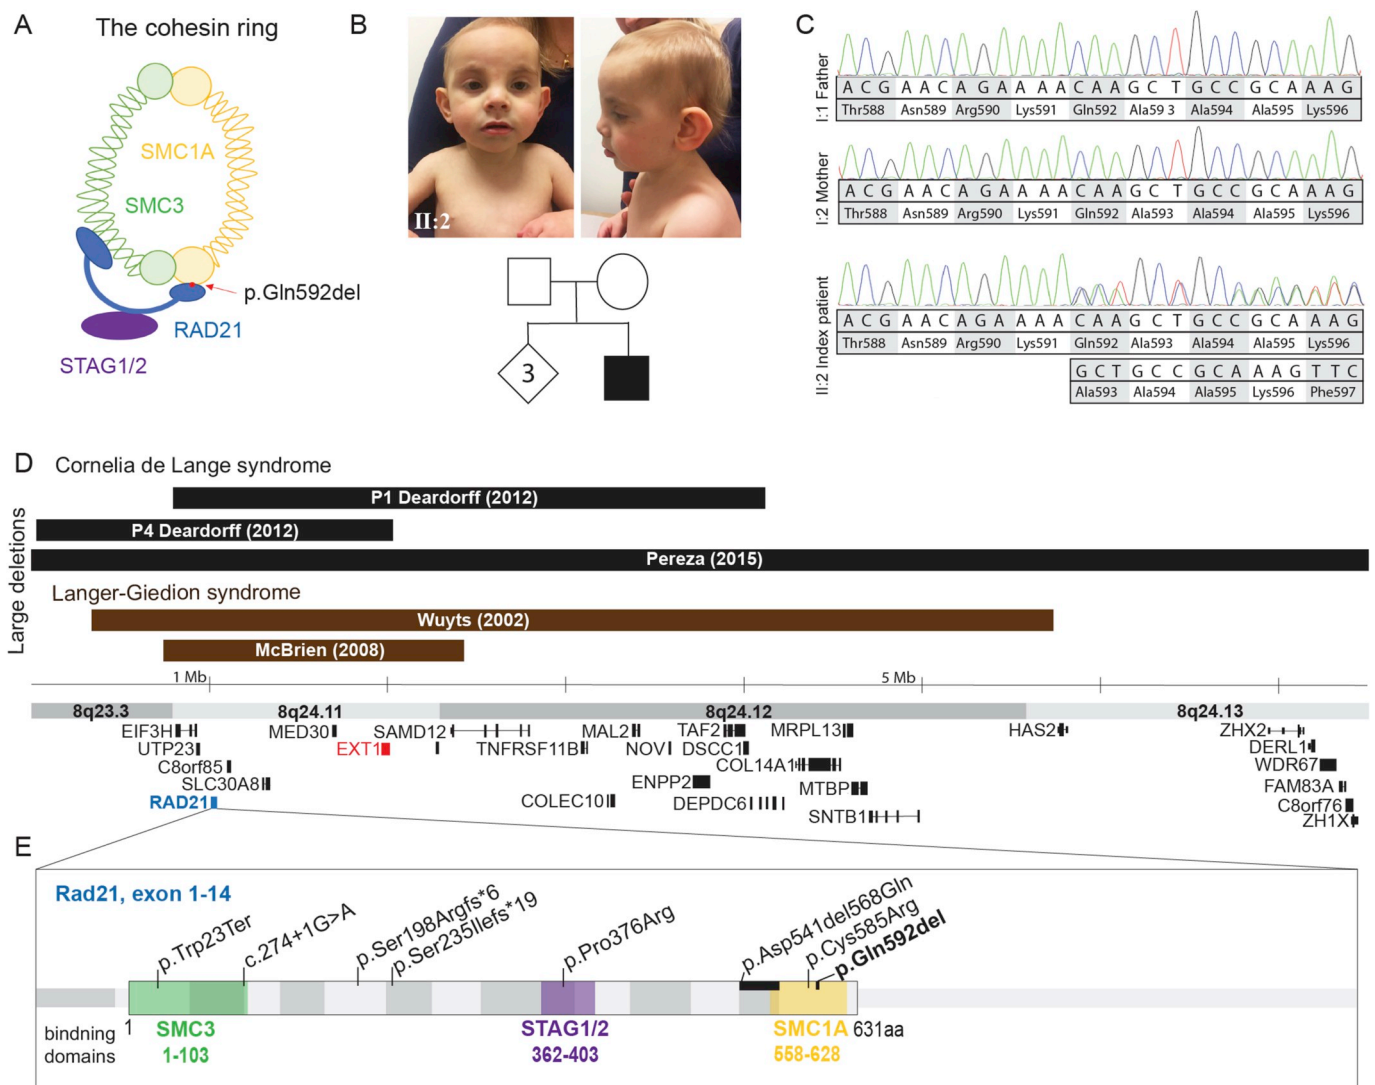 A
The cohesin ring
SMC1A
SMC3
p.Gln592del
RAD21
STAG1/2
B
II:2
3
C
I:1 Father
A C G A A C A G A A A A C A A G C T G C C G C A A A G
Thr588 Asn589 Arg590 Lys591 Gln592 Ala59 3 Ala594 Ala595 Lys596
I:2 Mother
A C G A A C A G A A A A C A A G C T G C C G C A A A G
Thr588 Asn589 Arg590 Lys591 Gln592 Ala593 Ala594 Ala595 Lys596
II:2 Index patient
A C G A A C A G A A A A C A A G C T G C C G C A A A G
Thr588 Asn589 Arg590 Lys591 Gln592 Ala593 Ala594 Ala595 Lys596
G C T G C C G C A A A G T T C
Ala593 Ala594 Ala595 Lys596 Phe597
D
Cornelia de Lange syndrome
Large deletions
P1 Deardorff (2012)
P4 Deardorff (2012)
Pereza (2015)
Langer-Giedion syndrome
Wuyts (2002)
McBrien (2008)
1 Mb 5 Mb
8q23.3 8q24.11 8q24.12 8q24.13
EIF3H MED30 SAMD12 MAL2 TAF2 MRPL13 HAS2 ZHX2
UTP23 EXT1 TNFRSF11B NOV DSCC1 DERL1
C8orf85 COL14A1 WDR67
SLC30A8 ENPP2 MTBP FAM83A
RAD21 COLEC10 DEPDC6 C8orf76
SNTB1 ZH1X
E
Rad21, exon 1-14
p.Trp23Ter
c.274+1G>A
p.Ser198Argfs*6
p.Ser235Ilefs*19
p.Pro376Arg
p.Asp541del568Gln
p.Cys585Arg
p.Gln592del
1 631aa
bindning SMC3 STAG1/2 SMC1A
domains 1-103 362-403 558-628